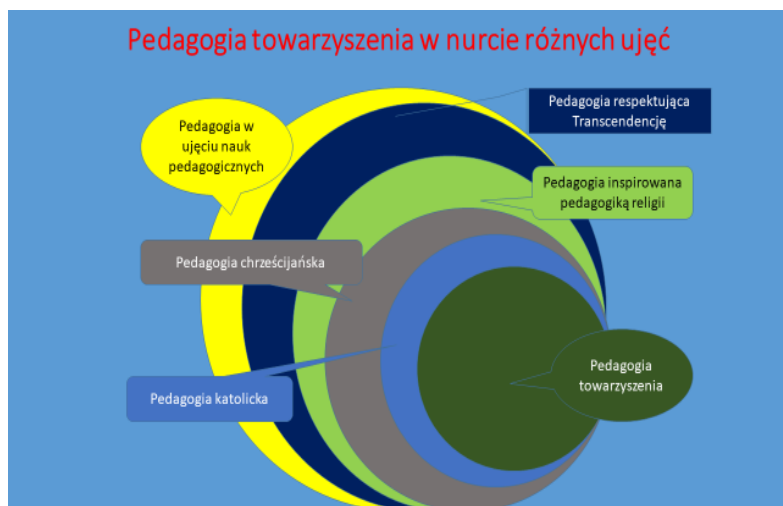 Pedagogia towarzyszenia w nurcie różnych ujęć
Pedagogia w
ujęciu nauk
pedagogicznych
Pedagogia respektująca
Transcendencję
Pedagogia inspirowana
pedagogiką religii
Pedagogia chrześcijańska
Pedagogia katolicka
Pedagogia
towarzyszenia